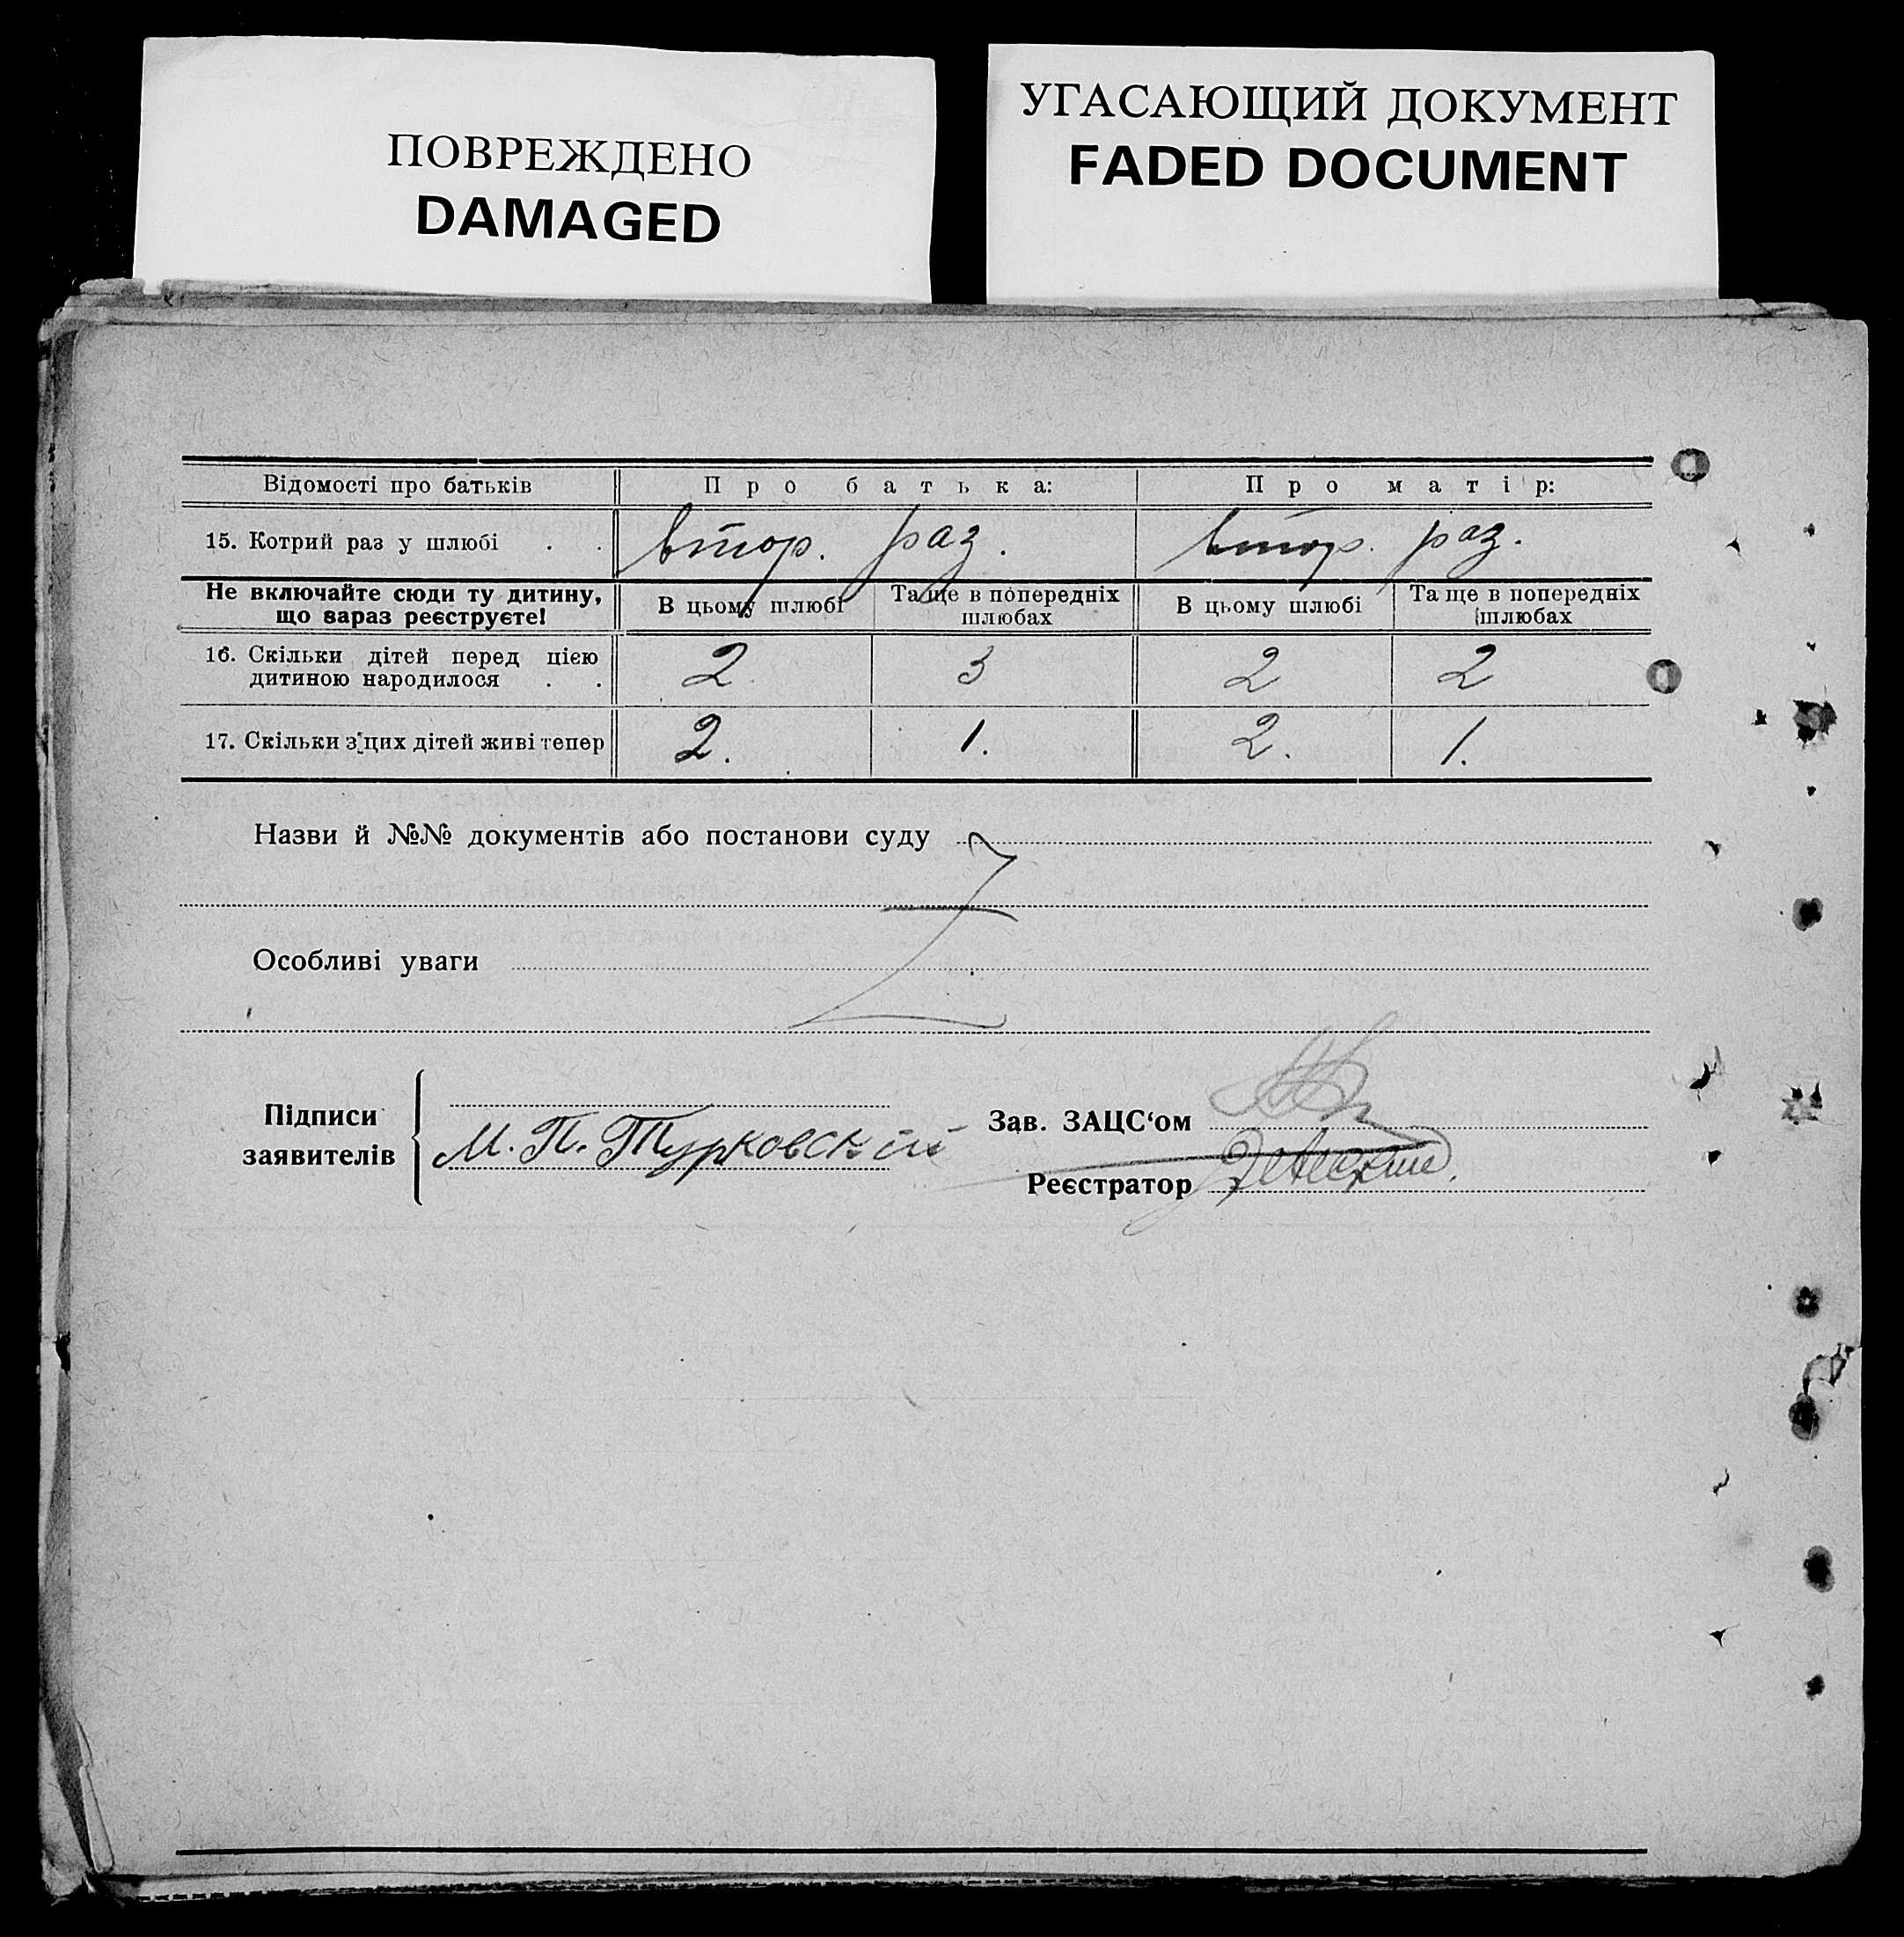 ПОВРЕЖДЕНО
DAMAGED
УГАСАЮЩИЙ ДОКУМЕНТ
FADED DOCUMENT
Відомості про батьків Про батька: Про матір:
15. Котрий раз у шлюбі . . втор. раз. втор. раз.
Не включайте сюди ту дитину, що зараз реєструєте! В цьому шлюбі Та ще в попередніх шлюбах В цьому шлюбі Та ще в попередніх шлюбах
16. Скільки дітей перед цією дитиною народилося . . 2 3 2 2
17. Скільки з цих дітей живі тепер 2. 1. 2. 1.
Назви й №№ документів або постанови суду
Особливі уваги
Підписи заявителів
М. П. Турковский
Зав. ЗАЦС‘ом
Реєстратор